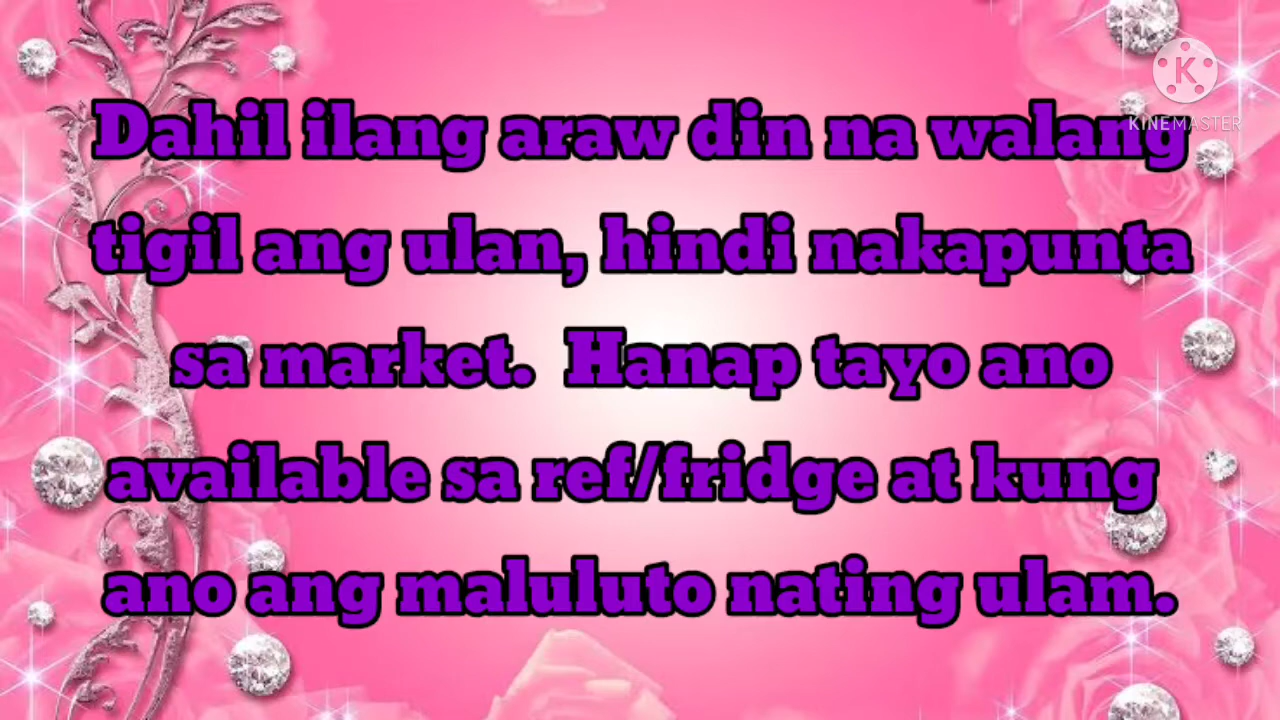 KINEMASTER
Dahil ilang araw din na walang
tigil ang ulan, hindi nakapunta
sa market.  Hanap tayo ano
available sa ref/fridge at kung
ano ang maluluto nating ulam.